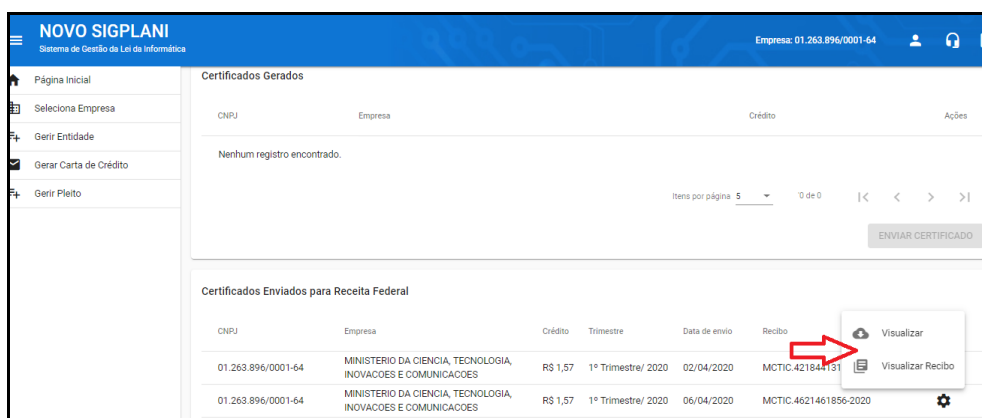 NOVO SIGPLANI
Sistema de Gestão da Lei da Informática
Empresa: 01.263.896/0001-64
Página Inicial
Seleciona Empresa
Gerir Entidade
Gerar Carta de Crédito
Gerir Pleito
Certificados Gerados
CNPJ Empresa Crédito Ações
Nenhum registro encontrado.
Itens por página 5 '0 de 0
ENVIAR CERTIFICADO
Certificados Enviados para Receita Federal
CNPJ Empresa Crédito Trimestre Data de envio Recibo
Visualizar
Visualizar Recibo
01.263.896/0001-64 MINISTERIO DA CIENCIA, TECNOLOGIA, INOVACOES E COMUNICACOES R$ 1,57 1º Trimestre/ 2020 02/04/2020 MCTIC.421844131
01.263.896/0001-64 MINISTERIO DA CIENCIA, TECNOLOGIA, INOVACOES E COMUNICACOES R$ 1,57 1º Trimestre/ 2020 06/04/2020 MCTIC.4621461856-2020